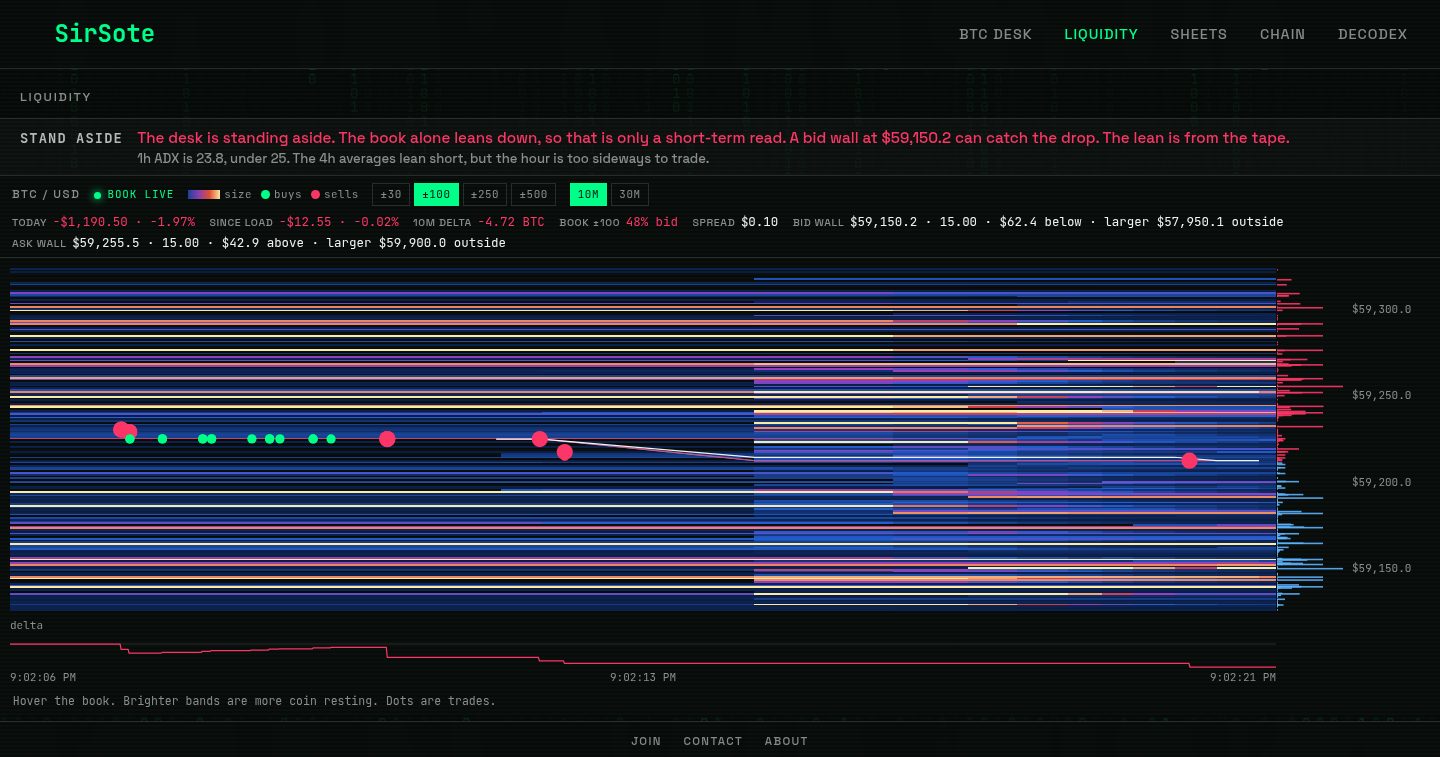 SirSote
BTC DESK LIQUIDITY SHEETS CHAIN DECODEX
LIQUIDITY
STAND ASIDE The desk is standing aside. The book alone leans down, so that is only a short-term read. A bid wall at $59,150.2 can catch the drop. The lean is from the tape.
1h ADX is 23.8, under 25. The 4h averages lean short, but the hour is too sideways to trade.
BTC / USD BOOK LIVE size buys sells ±30 ±100 ±250 ±500 10M 30M
TODAY -$1,190.50 · -1.97% SINCE LOAD -$12.55 · -0.02% 10M DELTA -4.72 BTC BOOK ±100 48% bid SPREAD $0.10 BID WALL $59,150.2 · 15.00 · $62.4 below · larger $57,950.1 outside
ASK WALL $59,255.5 · 15.00 · $42.9 above · larger $59,900.0 outside
$59,300.0
$59,250.0
$59,200.0
$59,150.0
delta
9:02:06 PM 9:02:13 PM 9:02:21 PM
Hover the book. Brighter bands are more coin resting. Dots are trades.
JOIN CONTACT ABOUT